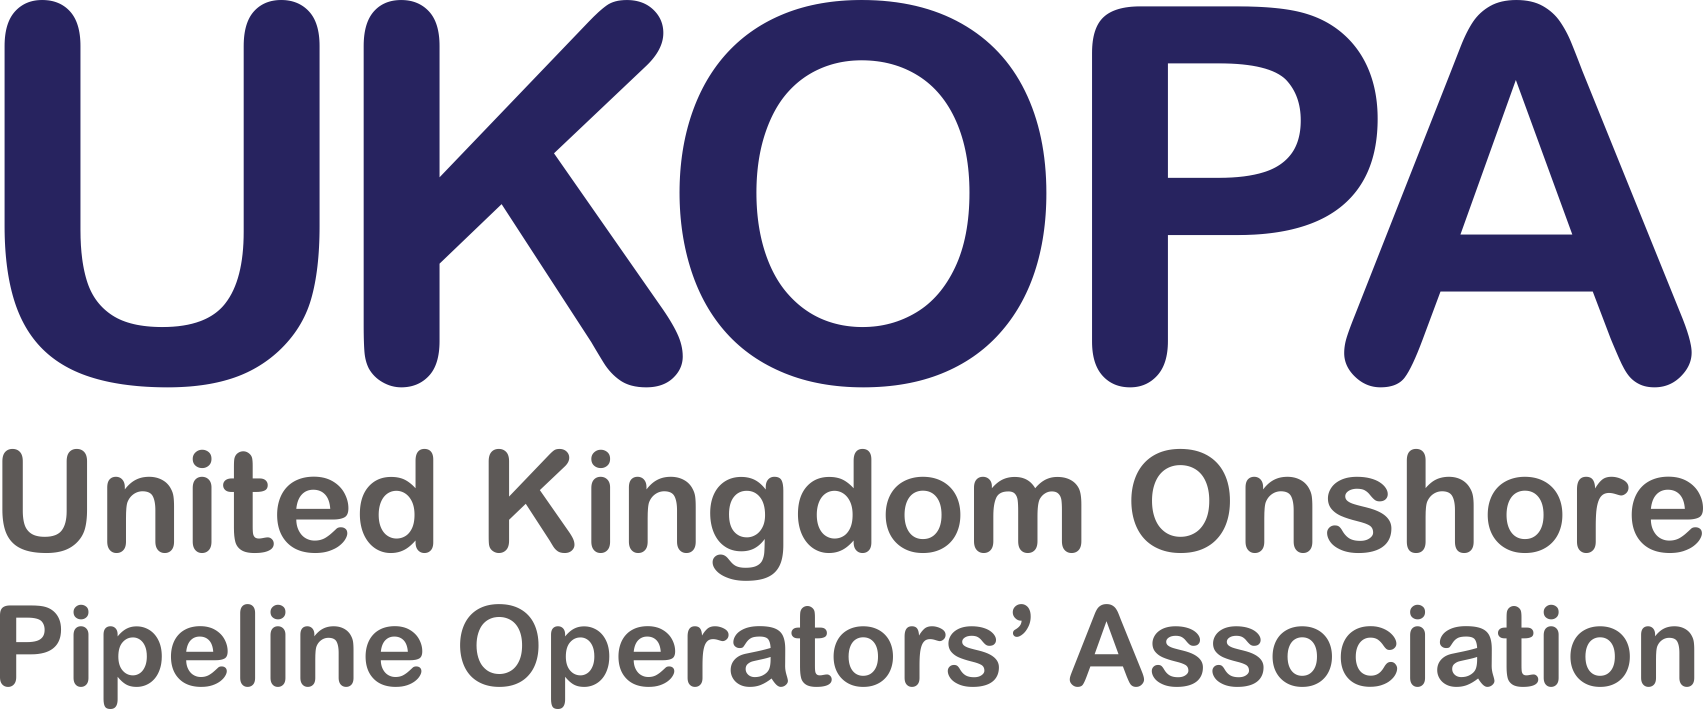 UKOPA
United Kingdom Onshore
Pipeline Operators’ Association